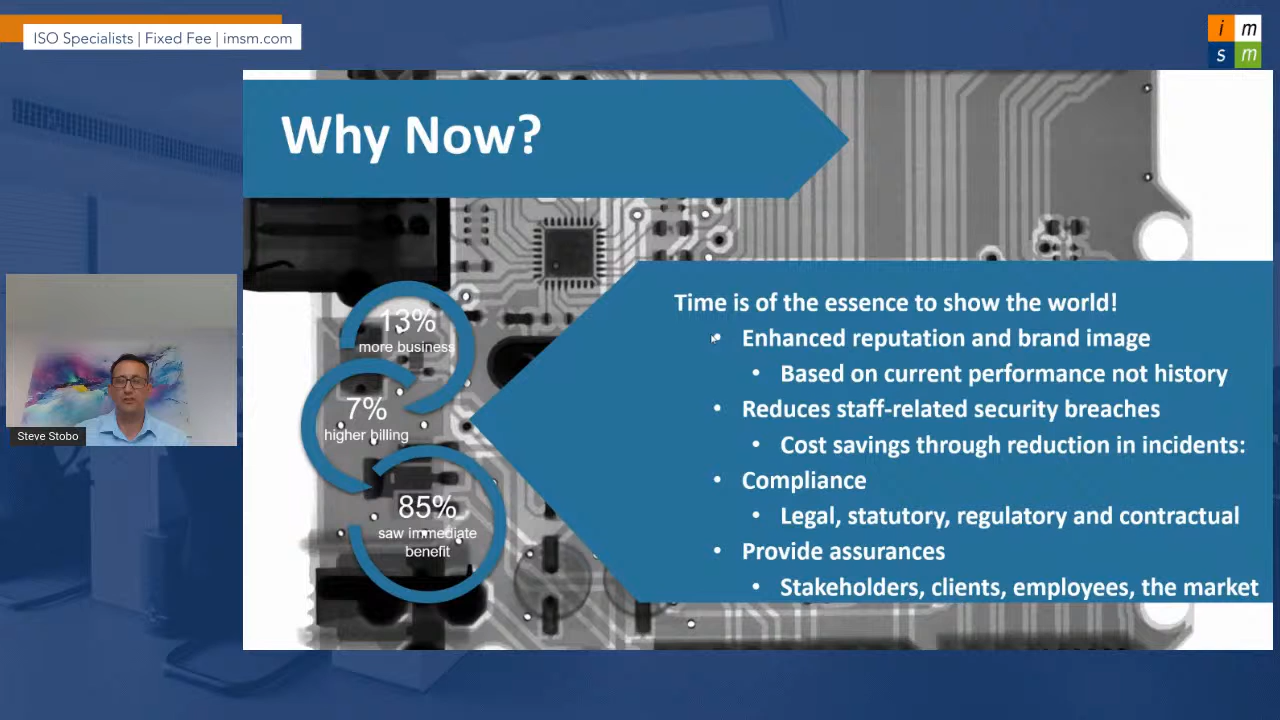 ISO Specialists | Fixed Fee | imsm.com
i m
s m
Why Now?
13%
more business
7%
higher billing
85%
saw immediate
benefit
Time is of the essence to show the world!
• Enhanced reputation and brand image
• Based on current performance not history
• Reduces staff-related security breaches
• Cost savings through reduction in incidents:
• Compliance
• Legal, statutory, regulatory and contractual
• Provide assurances
• Stakeholders, clients, employees, the market
Steve Stobo